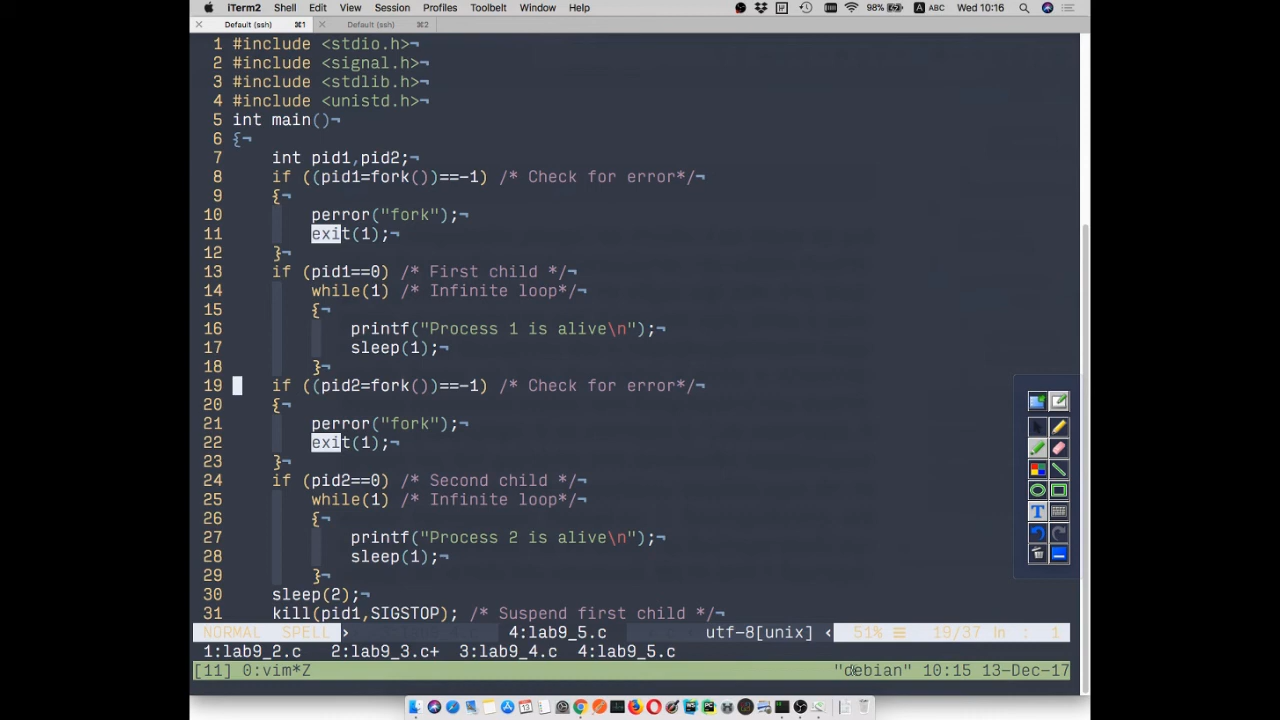 iTerm2 Shell Edit View Session Profiles Toolbelt Window Help 98% ABC Wed 10:16
Default (ssh) ⌘1 Default (ssh) ⌘2
1 #include <stdio.h>¬
2 #include <signal.h>¬
3 #include <stdlib.h>¬
4 #include <unistd.h>¬
5 int main()¬
6 {¬
7 int pid1,pid2;¬
8 if ((pid1=fork())==-1) /* Check for error*/¬
9 {¬
10 perror("fork");¬
11 exit(1);¬
12 }¬
13 if (pid1==0) /* First child */¬
14 while(1) /* Infinite loop*/¬
15 {¬
16 printf("Process 1 is alive\n");¬
17 sleep(1);¬
18 }¬
19 if ((pid2=fork())==-1) /* Check for error*/¬
20 {¬
21 perror("fork");¬
22 exit(1);¬
23 }¬
24 if (pid2==0) /* Second child */¬
25 while(1) /* Infinite loop*/¬
26 {¬
27 printf("Process 2 is alive\n");¬
28 sleep(1);¬
29 }¬
30 sleep(2);¬
31 kill(pid1,SIGSTOP); /* Suspend first child */¬
NORMAL SPELL › 4:lab9_5.c utf-8[unix] ‹ 51% ☰ 19/37 ln : 1
1:lab9_2.c 2:lab9_3.c+ 3:lab9_4.c 4:lab9_5.c
[11] 0:vim*Z "debian" 10:15 13-Dec-17